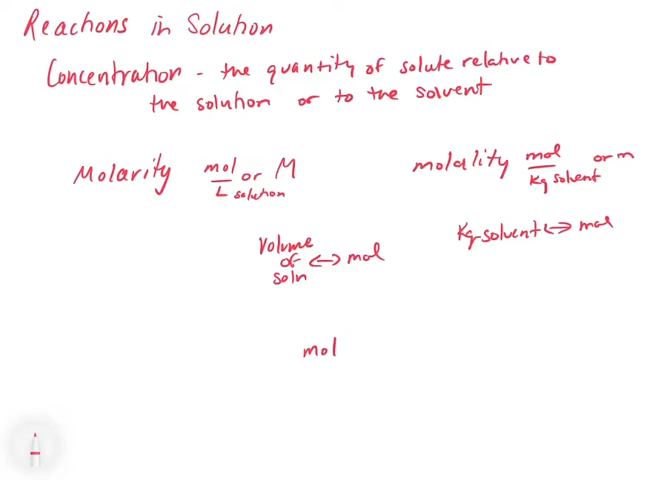 Reactions in Solution
Concentration - the quantity of solute relative to
the solution or to the solvent
Molarity mol/L solution or M
molality mol/Kg solvent or m
Volume of soln <-> mol
Kg solvent <-> mol
mol